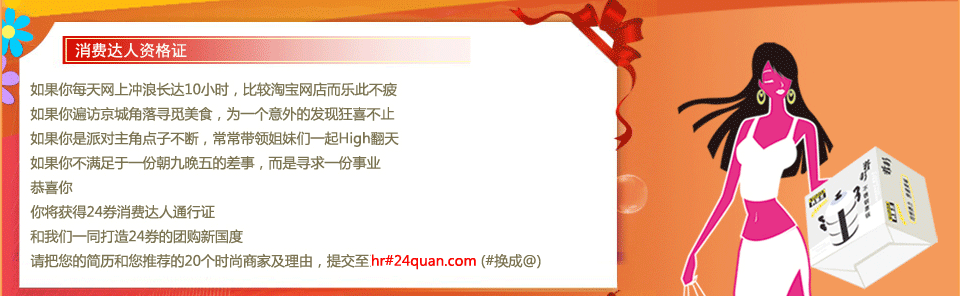 消费达人资格证
如果你每天网上冲浪长达10小时，比较淘宝网店而乐此不疲
如果你遍访京城角落寻觅美食，为一个意外的发现狂喜不止
如果你是派对主角点子不断，常常带领姐妹们一起High翻天
如果你不满足于一份朝九晚五的差事，而是寻求一份事业
恭喜你
你将获得24券消费达人通行证
和我们一同打造24券的团购新国度
请把您的简历和您推荐的20个时尚商家及理由，提交至hr#24quan.com (#换成@)